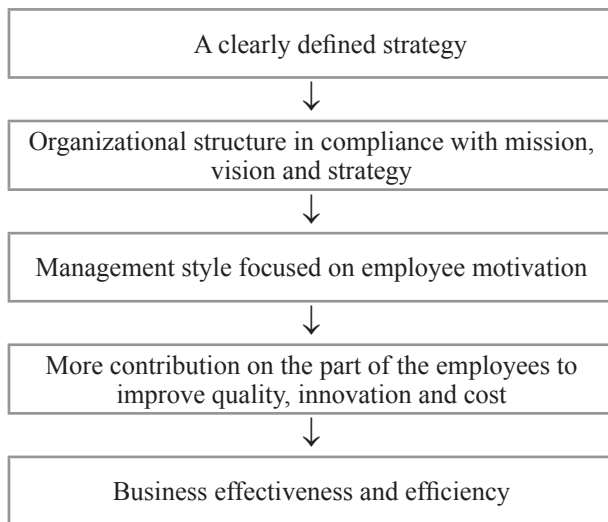 A clearly defined strategy
Organizational structure in compliance with mission,
vision and strategy
Management style focused on employee motivation
More contribution on the part of the employees to
improve quality, innovation and cost
Business effectiveness and efficiency